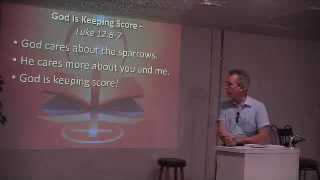 God is Keeping Score –
Luke 12:6-7
• God cares about the sparrows.
• He cares more about you and me.
• God is keeping score!